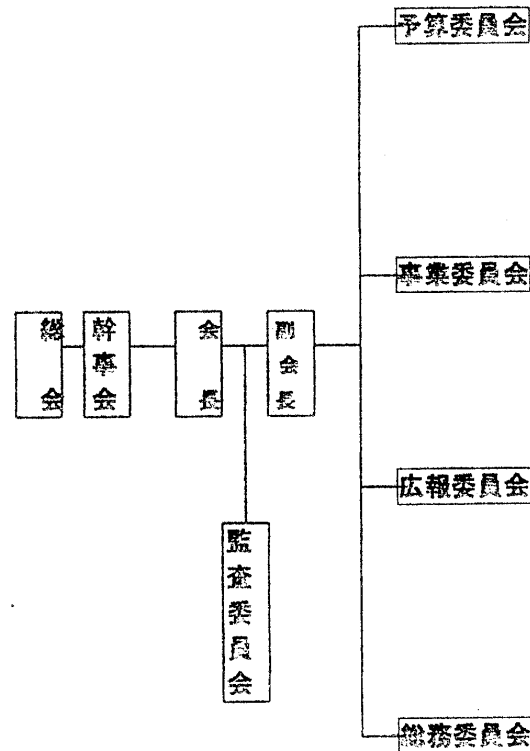 予算委員会
事業委員会
総会
幹事会
会長
副会長
広報委員会
監査委員会
総務委員会